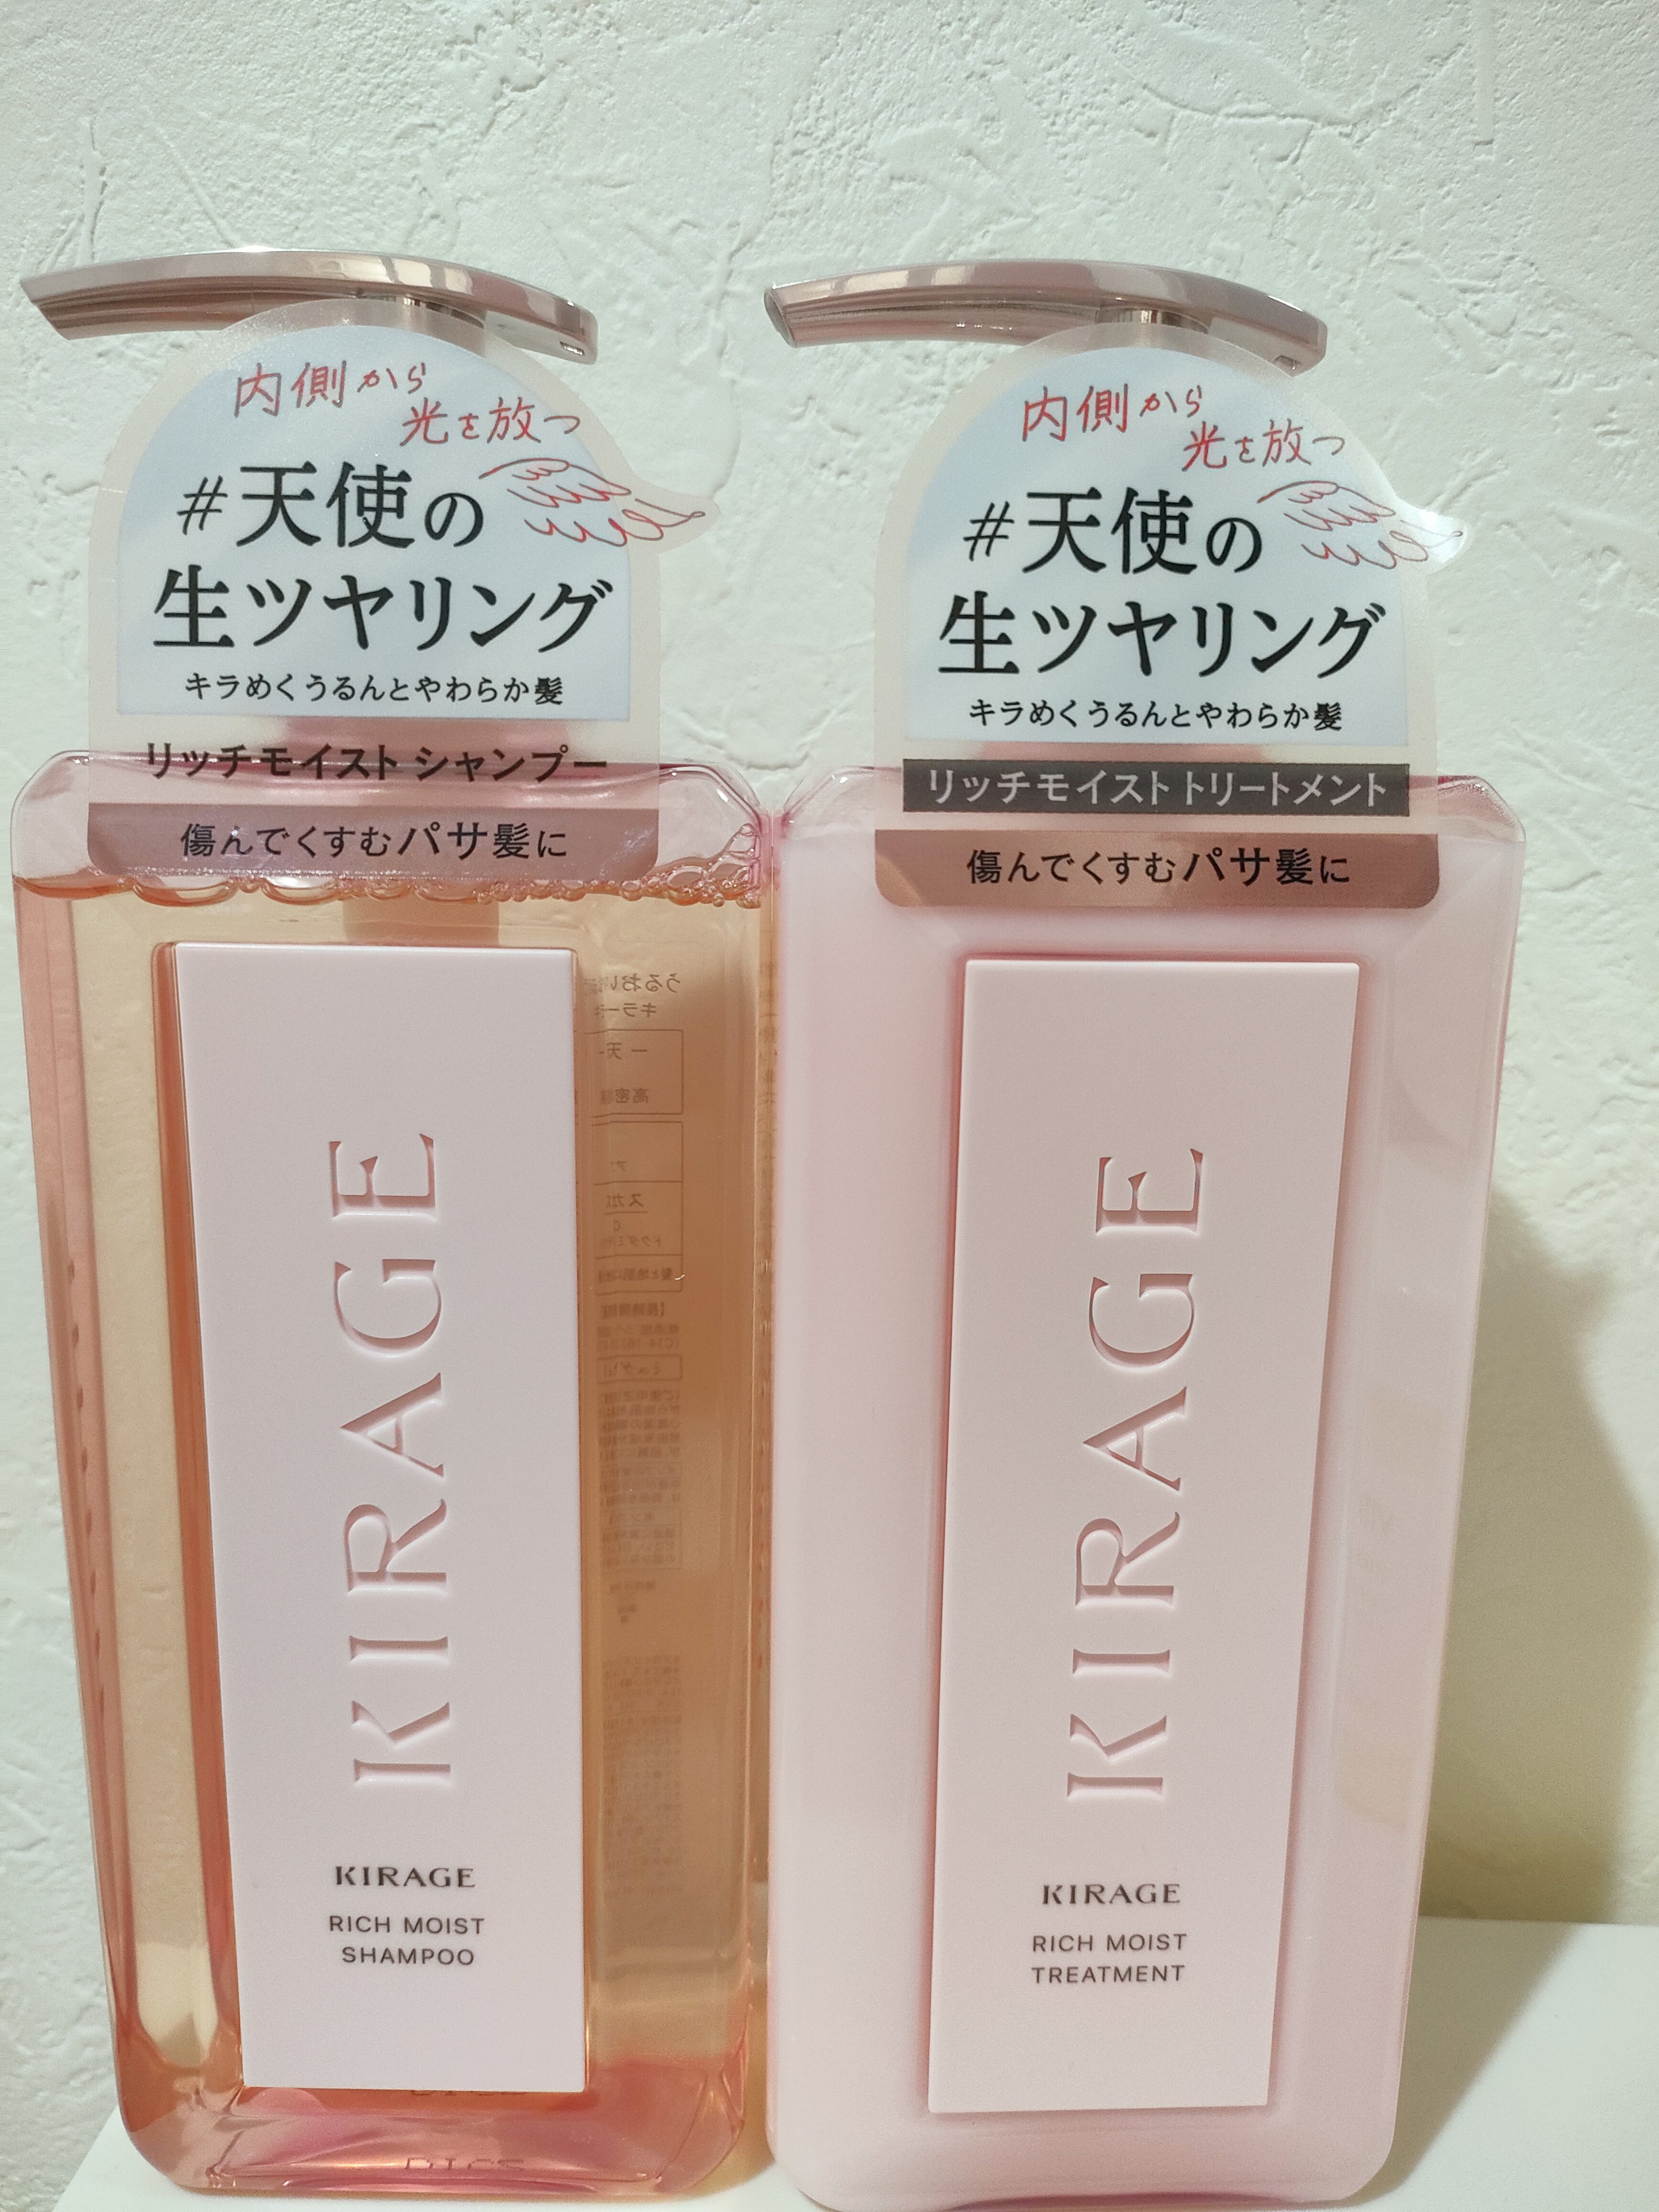 内側から
光を放つ
#天使の
生ツヤリング
キラめくうるんとやわらか髪
リッチモイスト シャンプー
傷んでくすむパサ髪に
KIRAGE
KIRAGE
RICH MOIST
SHAMPOO
内側から
光を放つ
#天使の
生ツヤリング
キラめくうるんとやわらか髪
リッチモイスト トリートメント
傷んでくすむパサ髪に
KIRAGE
KIRAGE
RICH MOIST
TREATMENT